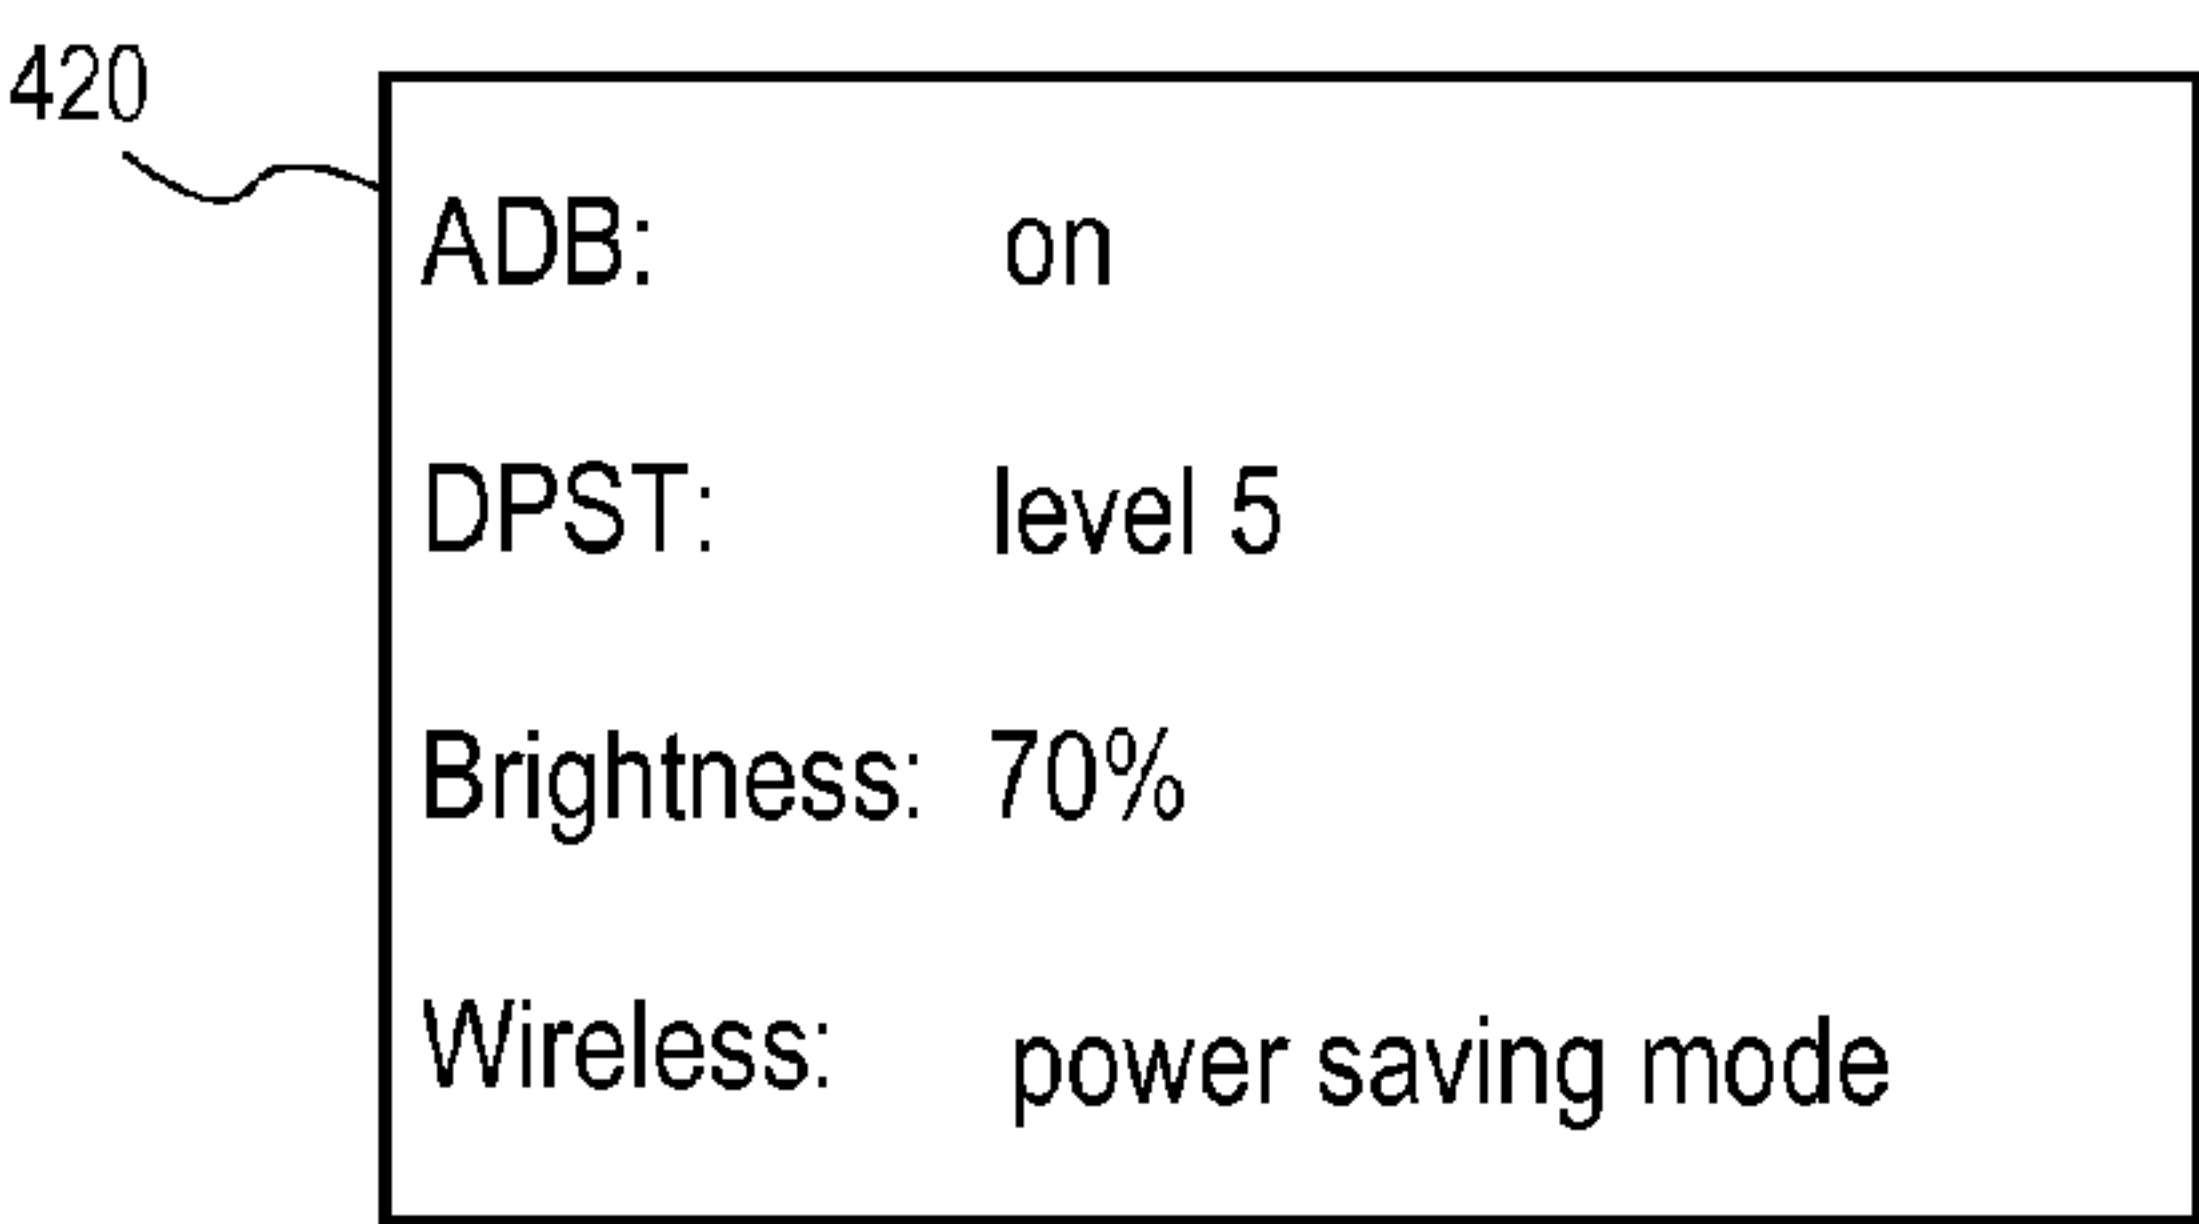 420
ADB: on
DPST: level 5
Brightness: 70%
Wireless: power saving mode